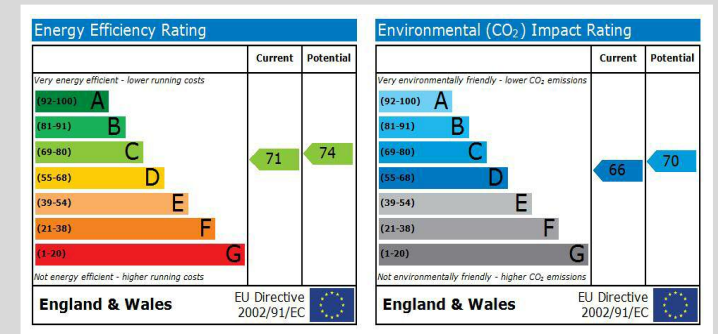 Energy Efficiency Rating
Current Potential
Very energy efficient - lower running costs
(92-100) A
(81-91) B
(69-80) C
(55-68) D
(39-54) E
(21-38) F
(1-20) G
71 74
Not energy efficient - higher running costs
England & Wales
EU Directive
2002/91/EC
Environmental (CO₂) Impact Rating
Current Potential
Very environmentally friendly - lower CO₂ emissions
(92-100) A
(81-91) B
(69-80) C
(55-68) D
(39-54) E
(21-38) F
(1-20) G
66 70
Not environmentally friendly - higher CO₂ emissions
England & Wales
EU Directive
2002/91/EC